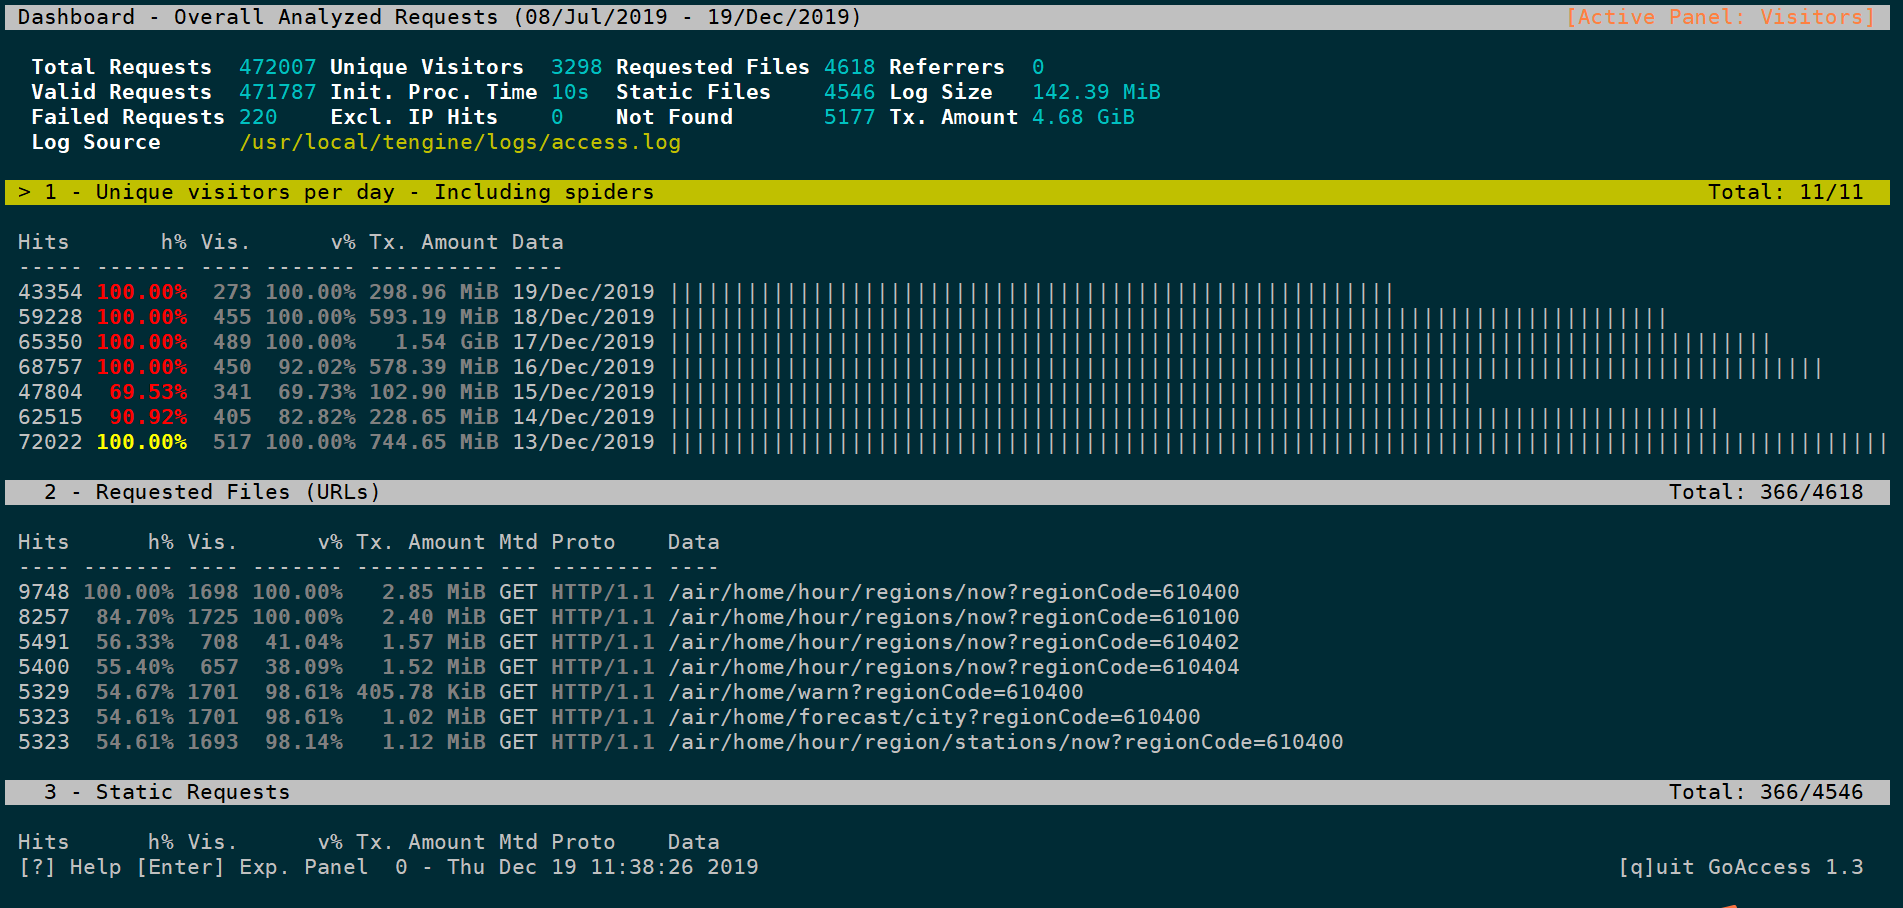 Dashboard - Overall Analyzed Requests (08/Jul/2019 - 19/Dec/2019) [Active Panel: Visitors]
Total Requests 472007 Unique Visitors 3298 Requested Files 4618 Referrers 0
Valid Requests 471787 Init. Proc. Time 10s Static Files 4546 Log Size 142.39 MiB
Failed Requests 220 Excl. IP Hits 0 Not Found 5177 Tx. Amount 4.68 GiB
Log Source /usr/local/tengine/logs/access.log
> 1 - Unique visitors per day - Including spiders Total: 11/11
Hits h% Vis. v% Tx. Amount Data
----- ------- ---- ------- ---------- ----
43354 100.00% 273 100.00% 298.96 MiB 19/Dec/2019 ||||||||||||||||||||||||||||||||||||||||||||||||||||||||
59228 100.00% 455 100.00% 593.19 MiB 18/Dec/2019 |||||||||||||||||||||||||||||||||||||||||||||||||||||||||||||||||||||||||||||
65350 100.00% 489 100.00% 1.54 GiB 17/Dec/2019 |||||||||||||||||||||||||||||||||||||||||||||||||||||||||||||||||||||||||||||||||||||
68757 100.00% 450 92.02% 578.39 MiB 16/Dec/2019 |||||||||||||||||||||||||||||||||||||||||||||||||||||||||||||||||||||||||||||||||||||||||
47804 69.53% 341 69.73% 102.90 MiB 15/Dec/2019 ||||||||||||||||||||||||||||||||||||||||||||||||||||||||||||||
62515 90.92% 405 82.82% 228.65 MiB 14/Dec/2019 |||||||||||||||||||||||||||||||||||||||||||||||||||||||||||||||||||||||||||||||||
72022 100.00% 517 100.00% 744.65 MiB 13/Dec/2019 ||||||||||||||||||||||||||||||||||||||||||||||||||||||||||||||||||||||||||||||||||||||||||||||
2 - Requested Files (URLs) Total: 366/4618
Hits h% Vis. v% Tx. Amount Mtd Proto Data
---- ------- ---- ------- ---------- --- -------- ----
9748 100.00% 1698 100.00% 2.85 MiB GET HTTP/1.1 /air/home/hour/regions/now?regionCode=610400
8257 84.70% 1725 100.00% 2.40 MiB GET HTTP/1.1 /air/home/hour/regions/now?regionCode=610100
5491 56.33% 708 41.04% 1.57 MiB GET HTTP/1.1 /air/home/hour/regions/now?regionCode=610402
5400 55.40% 657 38.09% 1.52 MiB GET HTTP/1.1 /air/home/hour/regions/now?regionCode=610404
5329 54.67% 1701 98.61% 405.78 KiB GET HTTP/1.1 /air/home/warn?regionCode=610400
5323 54.61% 1701 98.61% 1.02 MiB GET HTTP/1.1 /air/home/forecast/city?regionCode=610400
5323 54.61% 1693 98.14% 1.12 MiB GET HTTP/1.1 /air/home/hour/region/stations/now?regionCode=610400
3 - Static Requests Total: 366/4546
Hits h% Vis. v% Tx. Amount Mtd Proto Data
[?] Help [Enter] Exp. Panel 0 - Thu Dec 19 11:38:26 2019 [q]uit GoAccess 1.3